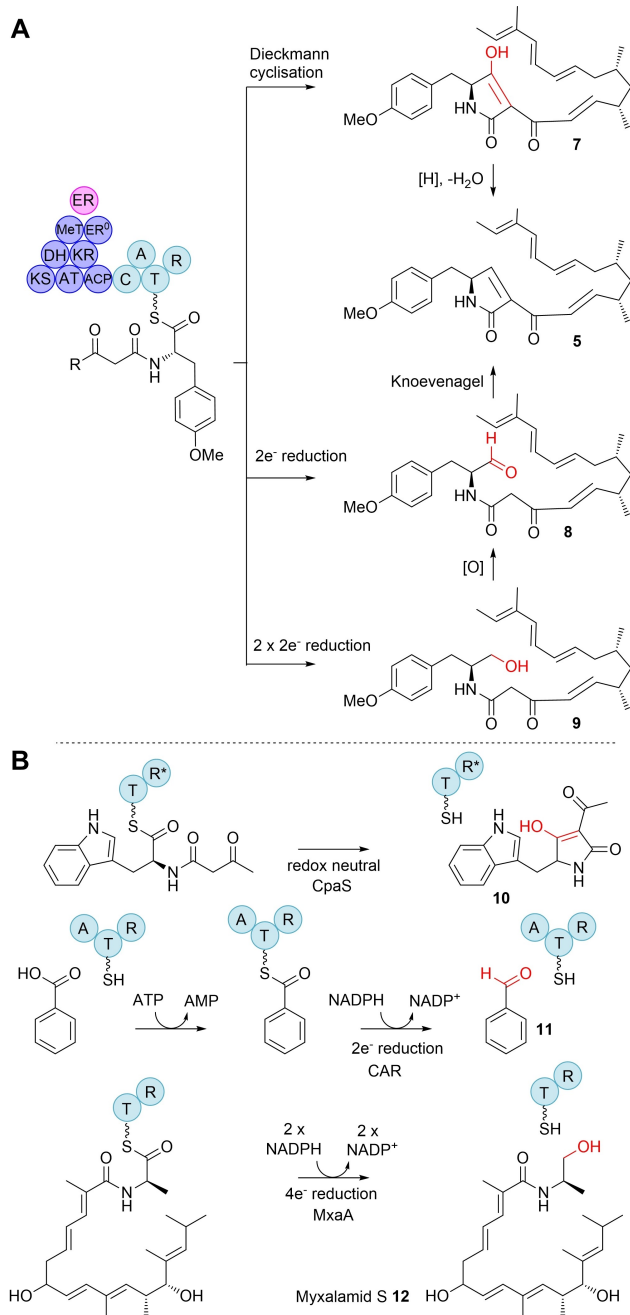 A
Dieckmann
cyclisation
OH
HN
MeO
O
O
7
[H], -H₂O
ER
MeT ER⁰
DH KR
KS AT ACP C A T R
S
O
O
O
R
N
H
OMe
HN
MeO
O
O
5
Knoevenagel
2e⁻ reduction
H
O
HN
MeO
O
O
8
[O]
2 x 2e⁻ reduction
OH
HN
MeO
O
O
9
B
T R*
S
O
O
O
H
N
N
H
redox neutral
CpaS
T R*
SH
O
HO
H
N
O
N
H
10
A T R
SH
HO
O
ATP AMP
A T R
S
O
NADPH NADP⁺
2e⁻ reduction
CAR
A T R
SH
H
O
11
T R
S
O
O
N
H
HO
OH
2 x 2 x
NADPH NADP⁺
4e⁻ reduction
MxaA
T R
SH
OH
O
N
H
HO
OH
Myxalamid S 12